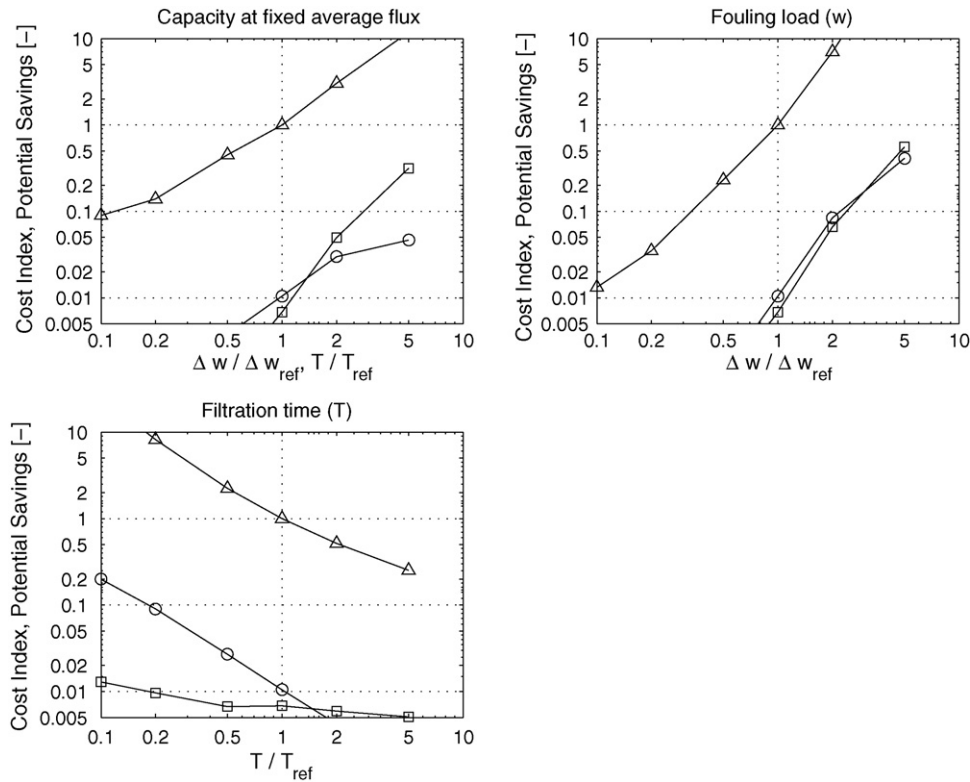 Capacity at fixed average flux
Cost Index, Potential Savings [−]
10
5
2
1
0.5
0.2
0.1
0.05
0.02
0.01
0.005
0.1 0.2 0.5 1 2 5 10
Δ w / Δ w_ref, T / T_ref
Fouling load (w)
Cost Index, Potential Savings [−]
10
5
2
1
0.5
0.2
0.1
0.05
0.02
0.01
0.005
0.1 0.2 0.5 1 2 5 10
Δ w / Δ w_ref
Filtration time (T)
Cost Index, Potential Savings [−]
10
5
2
1
0.5
0.2
0.1
0.05
0.02
0.01
0.005
0.1 0.2 0.5 1 2 5 10
T / T_ref